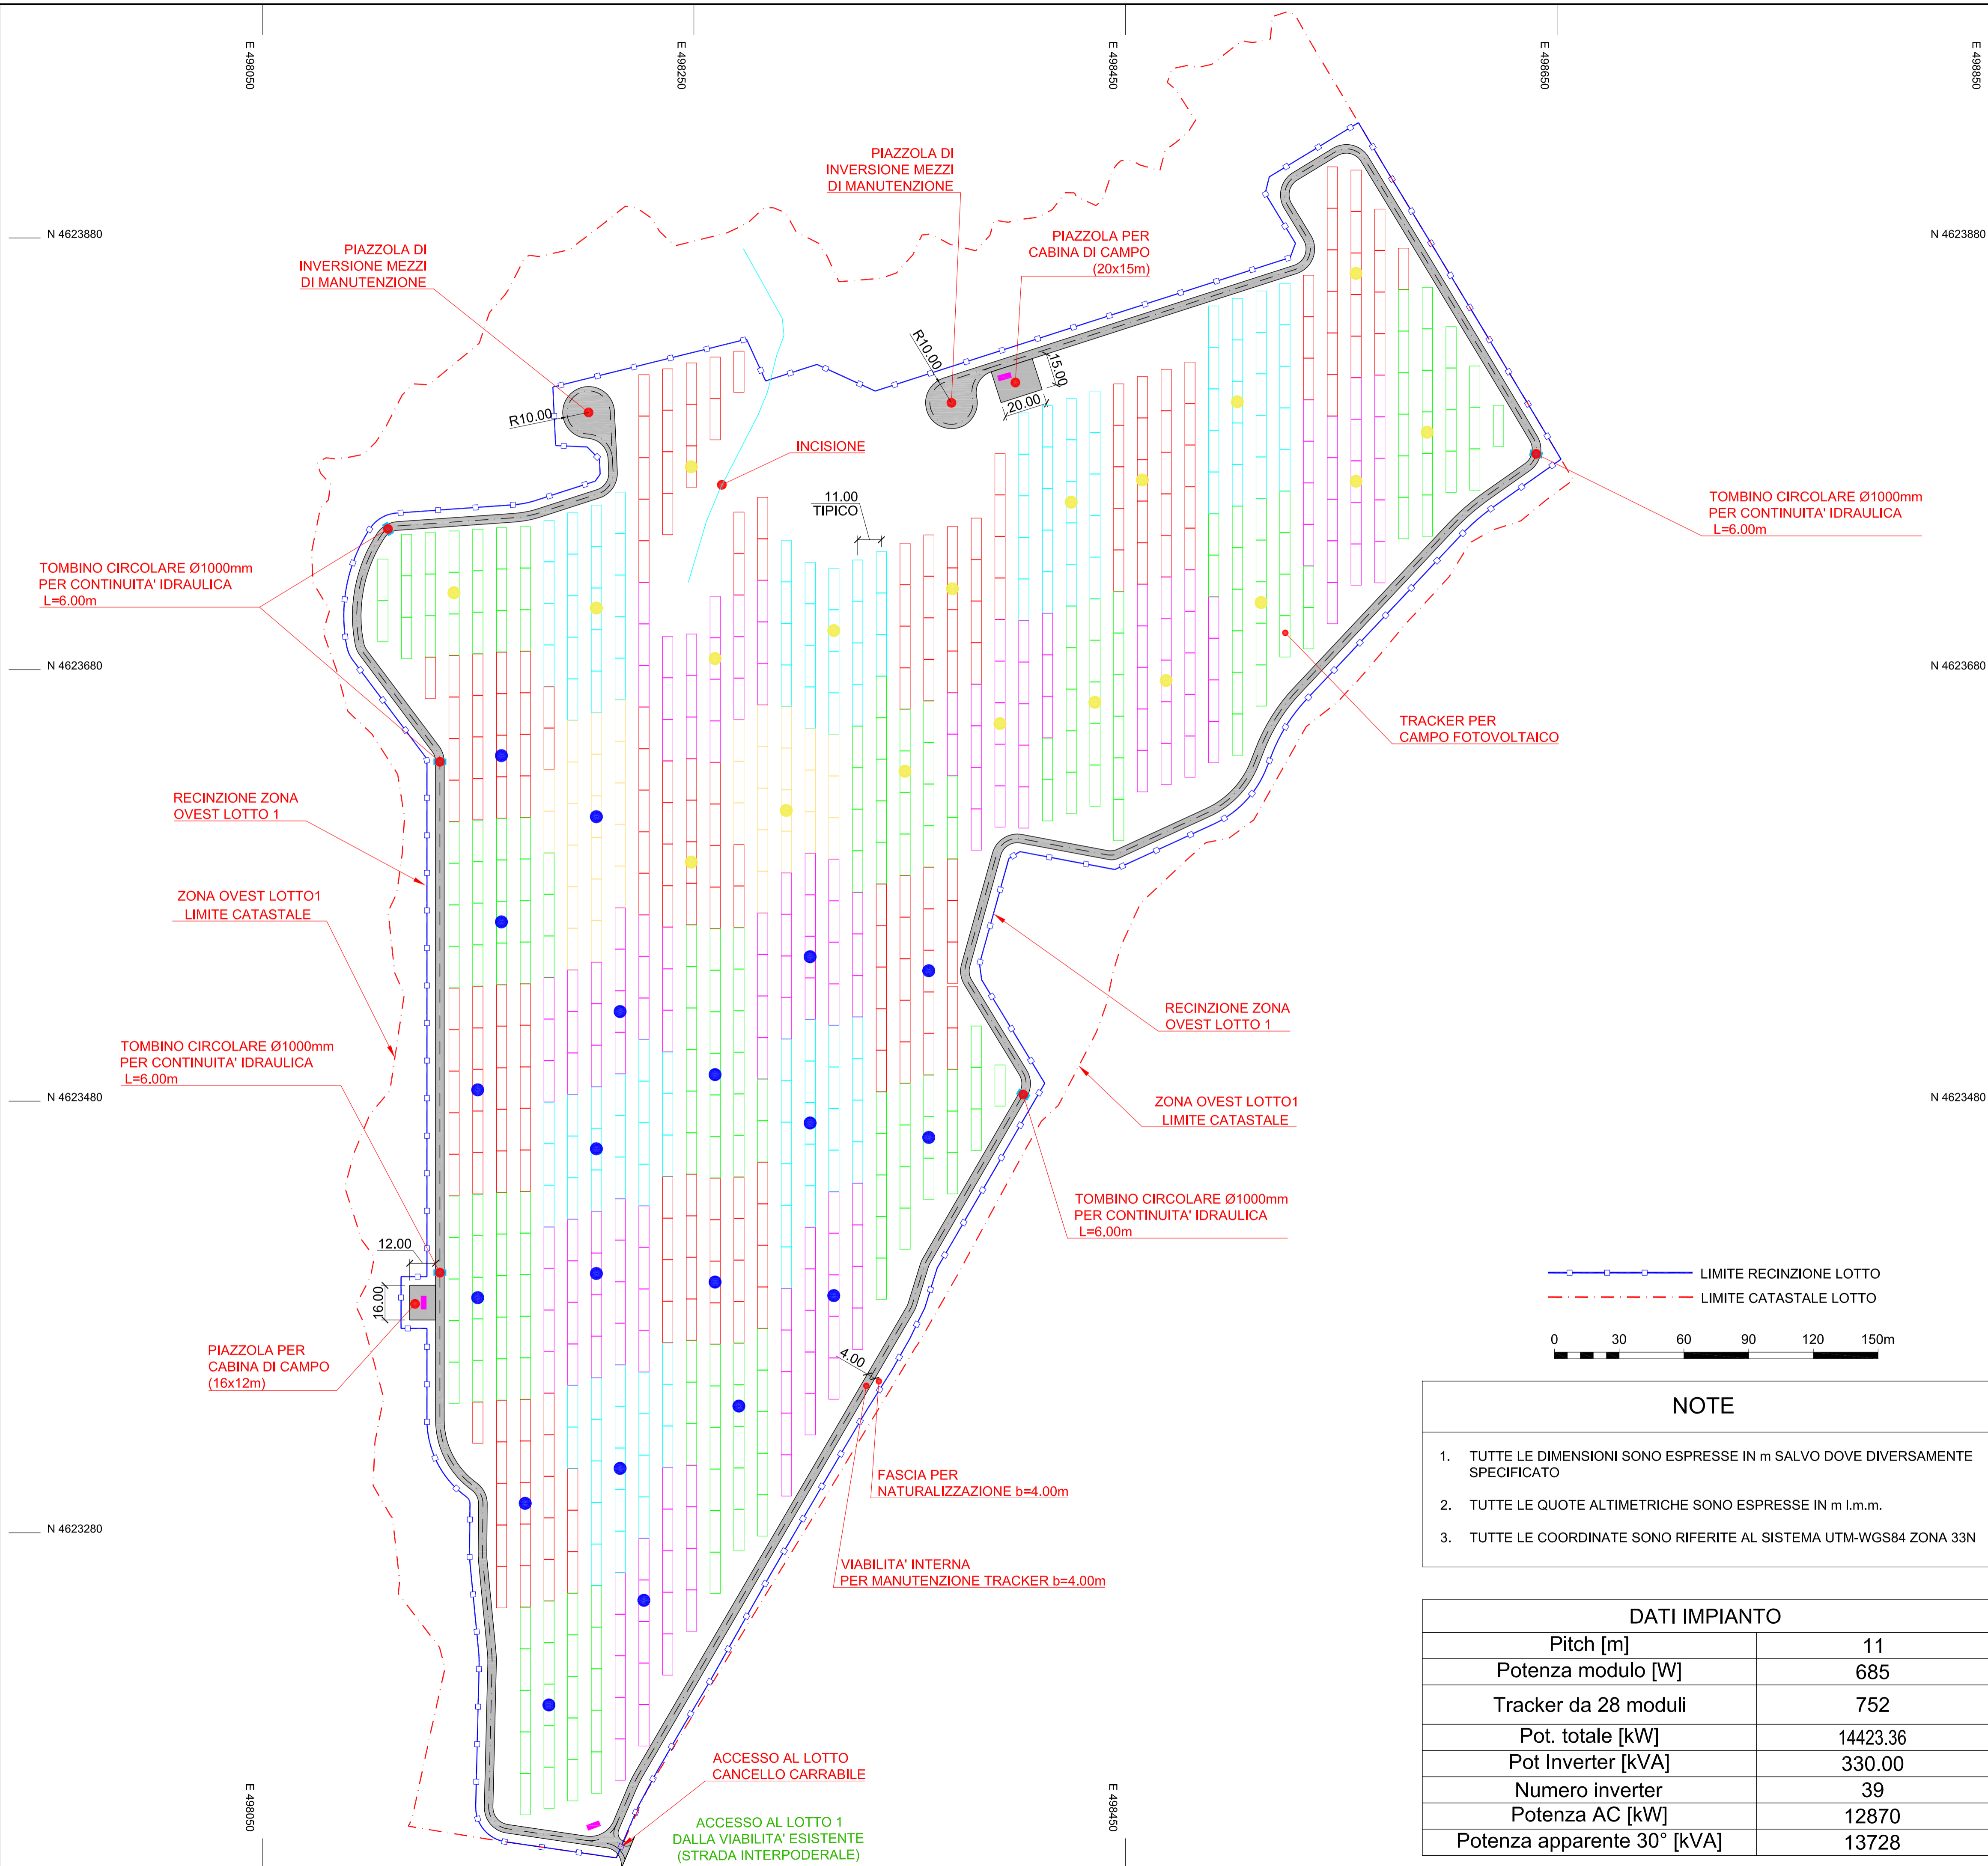 E 498050
E 498250
E 498450
E 498650
E 498850
N 4623880
N 4623880
PIAZZOLA DI
INVERSIONE MEZZI
DI MANUTENZIONE
PIAZZOLA DI
INVERSIONE MEZZI
DI MANUTENZIONE
PIAZZOLA PER
CABINA DI CAMPO
(20x15m)
R10.00
R10.00
15.00
20.00
INCISIONE
11.00
TIPICO
TOMBINO CIRCOLARE Ø1000mm
PER CONTINUITA' IDRAULICA
L=6.00m
TOMBINO CIRCOLARE Ø1000mm
PER CONTINUITA' IDRAULICA
L=6.00m
N 4623680
N 4623680
TRACKER PER
CAMPO FOTOVOLTAICO
RECINZIONE ZONA
OVEST LOTTO 1
ZONA OVEST LOTTO1
LIMITE CATASTALE
RECINZIONE ZONA
OVEST LOTTO 1
TOMBINO CIRCOLARE Ø1000mm
PER CONTINUITA' IDRAULICA
L=6.00m
N 4623480
N 4623480
ZONA OVEST LOTTO1
LIMITE CATASTALE
TOMBINO CIRCOLARE Ø1000mm
PER CONTINUITA' IDRAULICA
L=6.00m
12.00
16.00
PIAZZOLA PER
CABINA DI CAMPO
(16x12m)
4.00
FASCIA PER
NATURALIZZAZIONE b=4.00m
N 4623280
VIABILITA' INTERNA
PER MANUTENZIONE TRACKER b=4.00m
ACCESSO AL LOTTO
CANCELLO CARRABILE
ACCESSO AL LOTTO 1
DALLA VIABILITA' ESISTENTE
(STRADA INTERPODERALE)
E 498050
E 498450
LIMITE RECINZIONE LOTTO
LIMITE CATASTALE LOTTO
0 30 60 90 120 150m
NOTE
1. TUTTE LE DIMENSIONI SONO ESPRESSE IN m SALVO DOVE DIVERSAMENTE
SPECIFICATO
2. TUTTE LE QUOTE ALTIMETRICHE SONO ESPRESSE IN m l.m.m.
3. TUTTE LE COORDINATE SONO RIFERITE AL SISTEMA UTM-WGS84 ZONA 33N
DATI IMPIANTO
Pitch [m] 11
Potenza modulo [W] 685
Tracker da 28 moduli 752
Pot. totale [kW] 14423.36
Pot Inverter [kVA] 330.00
Numero inverter 39
Potenza AC [kW] 12870
Potenza apparente 30° [kVA] 13728